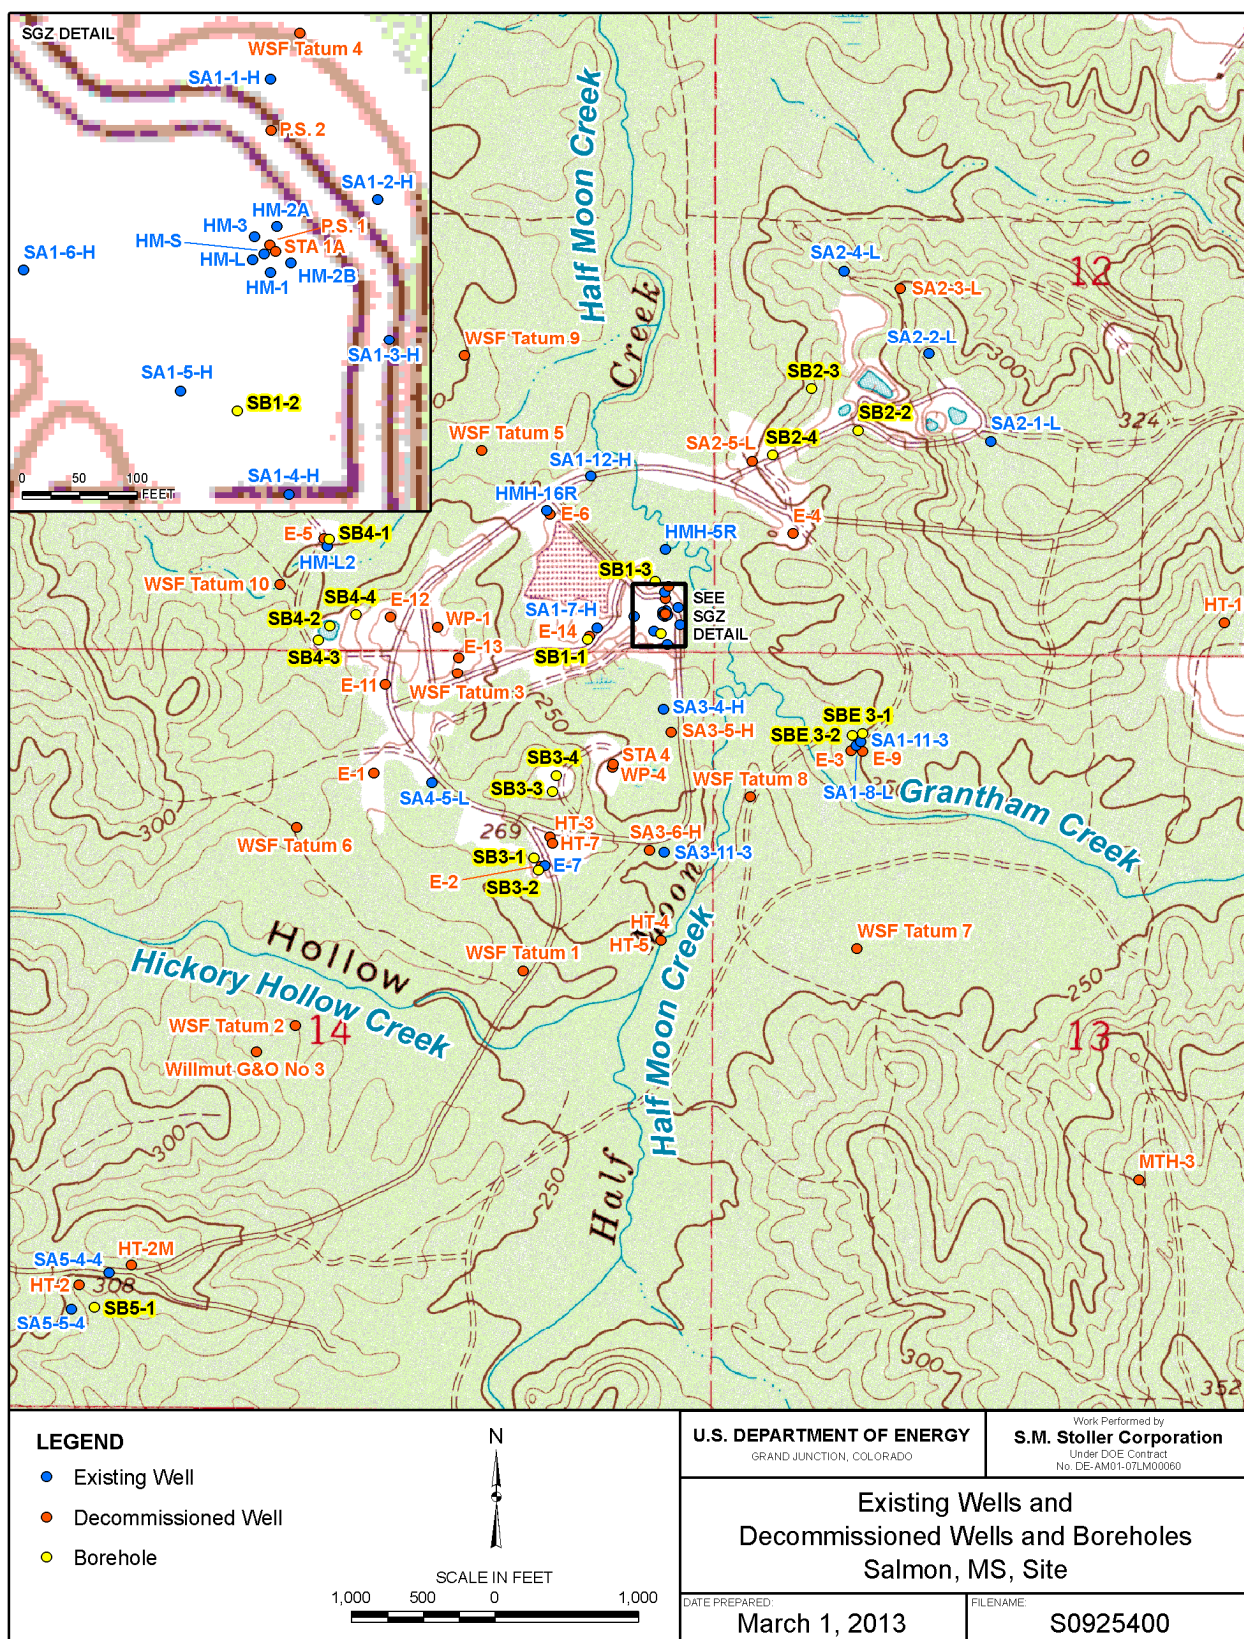 SGZ DETAIL
WSF Tatum 4
SA1-1-H
P.S. 2
SA1-2-H
HM-2A
HM-3
P.S. 1
HM-S
STA 1A
SA1-6-H
HM-L
HM-2B
HM-1
SA1-3-H
SA1-5-H
SB1-2
SA1-4-H
0 50 100
FEET
Half Moon Creek
Creek
12
SA2-4-L
SA2-3-L
SA2-2-L
300
WSF Tatum 9
SB2-3
SB2-2
324
WSF Tatum 5
SB2-4
SA2-5-L
SA2-1-L
SA1-12-H
HMH-16R
E-6
E-4
E-5
SB4-1
HM-L2
HMH-5R
WSF Tatum 10
SB1-3
SB4-4
E-12
SEE
SGZ
DETAIL
HT-1
SB4-2
WP-1
SA1-7-H
E-14
SB4-3
E-13
SB1-1
E-11
WSF Tatum 3
250
SA3-4-H
SBE 3-1
SA3-5-H
SBE 3-2
SA1-11-3
E-3
E-9
STA 4
SB3-4
WP-4
E-1
SB3-3
WSF Tatum 8
SA4-5-L
SA1-8-L
Grantham Creek
300
269
HT-3
SA3-6-H
WSF Tatum 6
HT-7
SA3-11-3
SB3-1
E-7
E-2
SB3-2
Moon
HT-4
HT-5
Hollow
WSF Tatum 1
WSF Tatum 7
Hickory Hollow Creek
250
Half Moon Creek
WSF Tatum 2
14
13
Willmut G&O No 3
300
MTH-3
250
Half
HT-2M
SA5-4-4
HT-2
308
SB5-1
SA5-5-4
300
352
LEGEND
Existing Well
Decommissioned Well
Borehole
N
SCALE IN FEET
1,000 500 0 1,000
U.S. DEPARTMENT OF ENERGY
GRAND JUNCTION, COLORADO
Work Performed by
S.M. Stoller Corporation
Under DOE Contract
No. DE-AM01-07LM00060
Existing Wells and
Decommissioned Wells and Boreholes
Salmon, MS, Site
DATE PREPARED:
March 1, 2013
FILENAME:
S0925400